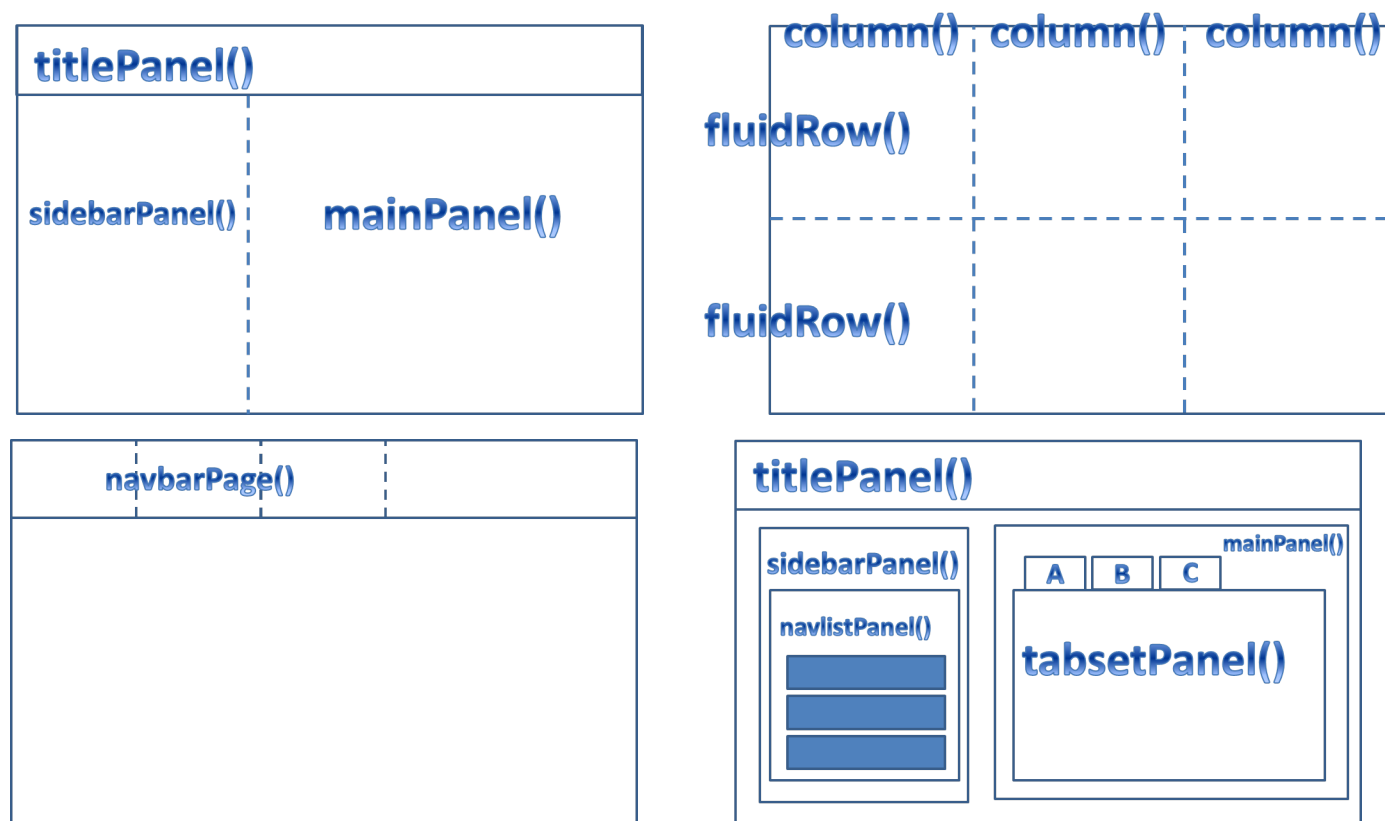 titlePanel()
sidebarPanel()
mainPanel()
column() column() column()
fluidRow()
fluidRow()
navbarPage()
titlePanel()
sidebarPanel()
navlistPanel()
mainPanel()
A B C
tabsetPanel()